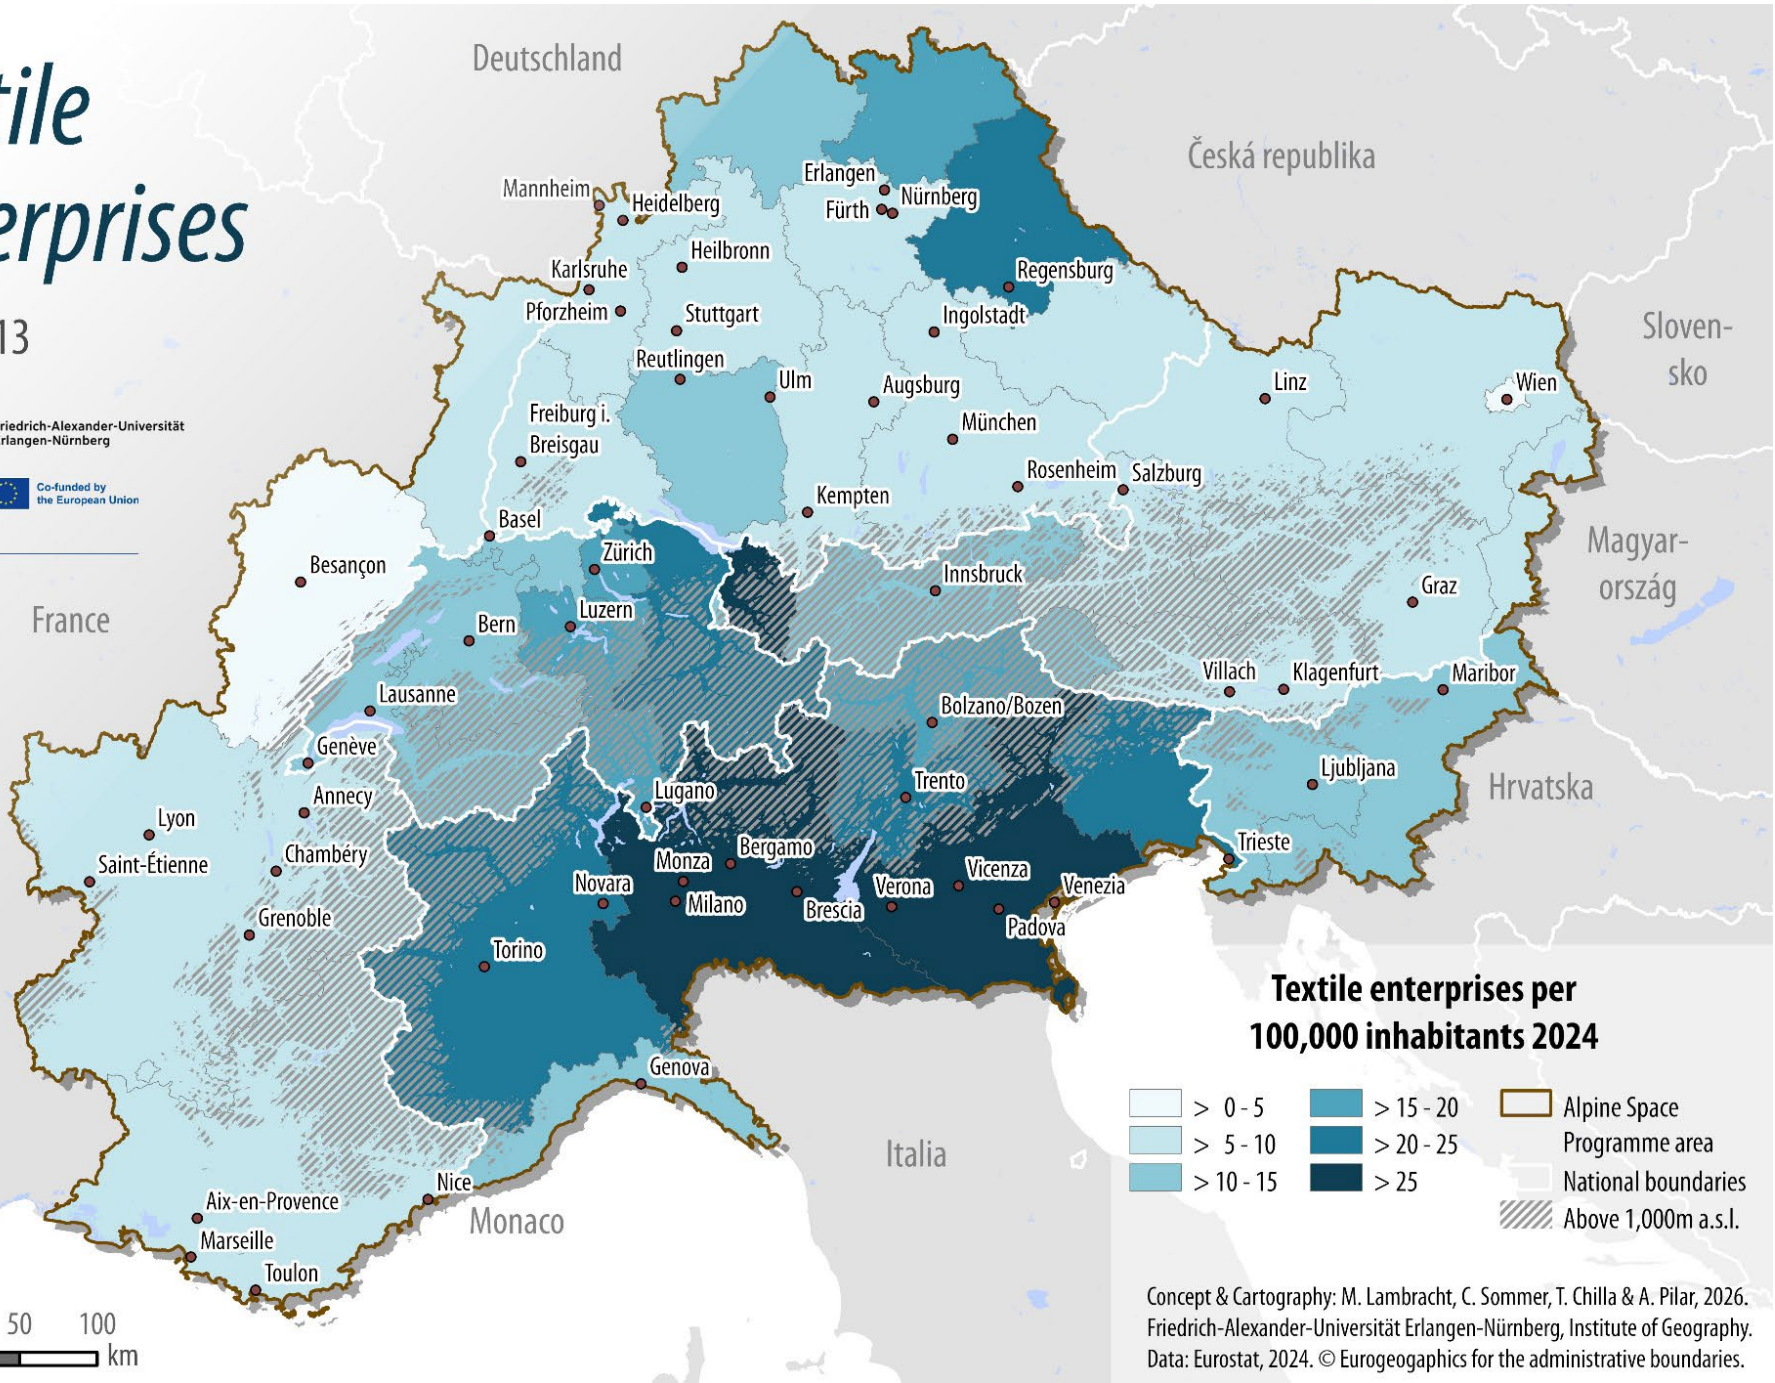 tile
erprises
13
riedrich-Alexander-Universität
rlangen-Nürnberg
Co-funded by
the European Union
Deutschland
Česká republika
Sloven-
sko
Magyar-
ország
Hrvatska
Italia
Monaco
France
Mannheim
Heidelberg
Erlangen
Fürth
Nürnberg
Heilbronn
Karlsruhe
Pforzheim
Stuttgart
Regensburg
Ingolstadt
Reutlingen
Ulm
Augsburg
Linz
Wien
Freiburg i.
Breisgau
München
Rosenheim
Salzburg
Kempten
Basel
Zürich
Besançon
Innsbruck
Graz
Luzern
Bern
Lausanne
Villach
Klagenfurt
Maribor
Bolzano/Bozen
Genève
Ljubljana
Annecy
Lugano
Trento
Lyon
Saint-Étienne
Chambéry
Monza
Bergamo
Trieste
Novara
Milano
Brescia
Verona
Vicenza
Venezia
Padova
Grenoble
Torino
Genova
Nice
Aix-en-Provence
Marseille
Toulon
50 100
km
Textile enterprises per
100,000 inhabitants 2024
> 0 - 5
> 5 - 10
> 10 - 15
> 15 - 20
> 20 - 25
> 25
Alpine Space
Programme area
National boundaries
Above 1,000m a.s.l.
Concept & Cartography: M. Lambracht, C. Sommer, T. Chilla & A. Pilar, 2026.
Friedrich-Alexander-Universität Erlangen-Nürnberg, Institute of Geography.
Data: Eurostat, 2024. © Eurogeogaphics for the administrative boundaries.